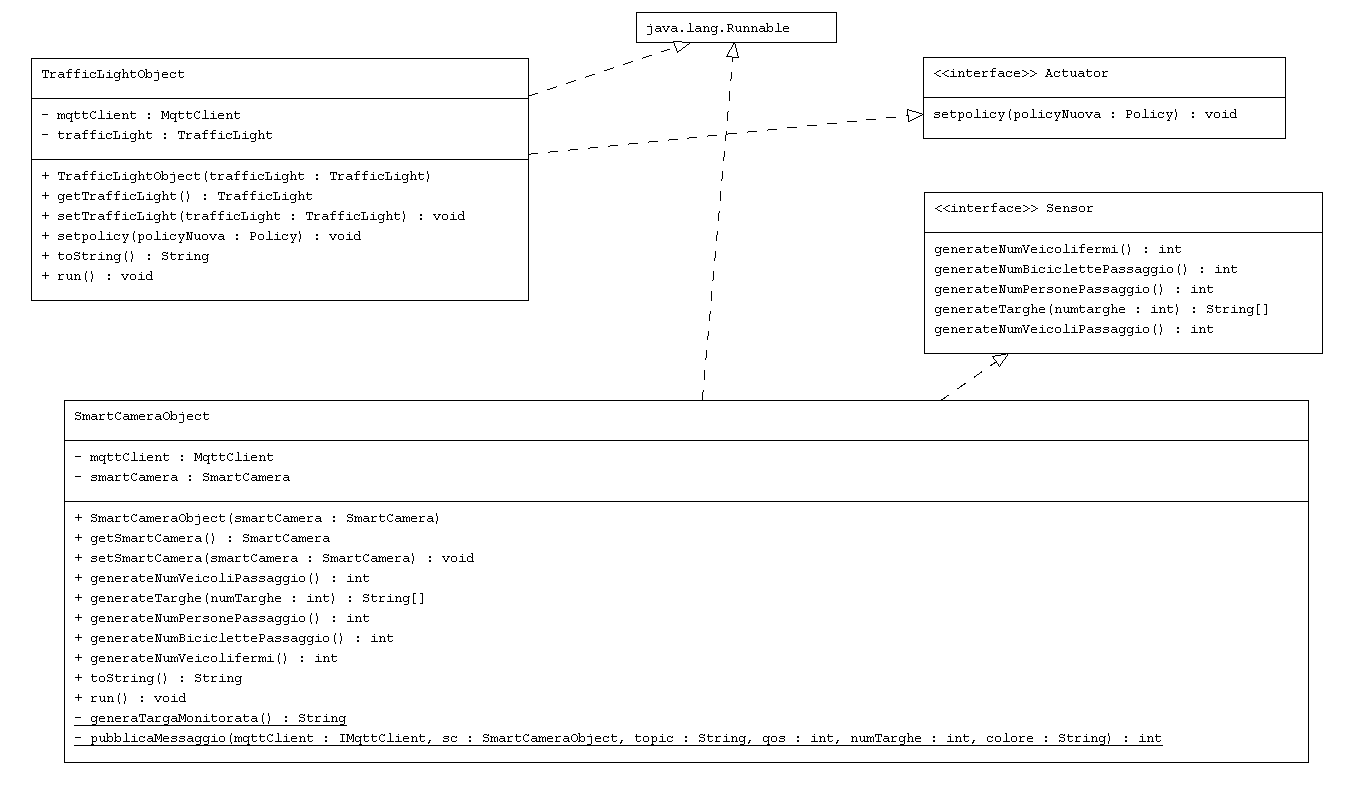 java.lang.Runnable
TrafficLightObject
- mqttClient : MqttClient
- trafficLight : TrafficLight
+ TrafficLightObject(trafficLight : TrafficLight)
+ getTrafficLight() : TrafficLight
+ setTrafficLight(trafficLight : TrafficLight) : void
+ setpolicy(policyNuova : Policy) : void
+ toString() : String
+ run() : void
<<interface>> Actuator
setpolicy(policyNuova : Policy) : void
<<interface>> Sensor
generateNumVeicolifermi() : int
generateNumBiciclettePassaggio() : int
generateNumPersonePassaggio() : int
generateTarghe(numtarghe : int) : String[]
generateNumVeicoliPassaggio() : int
SmartCameraObject
- mqttClient : MqttClient
- smartCamera : SmartCamera
+ SmartCameraObject(smartCamera : SmartCamera)
+ getSmartCamera() : SmartCamera
+ setSmartCamera(smartCamera : SmartCamera) : void
+ generateNumVeicoliPassaggio() : int
+ generateTarghe(numTarghe : int) : String[]
+ generateNumPersonePassaggio() : int
+ generateNumBiciclettePassaggio() : int
+ generateNumVeicolifermi() : int
+ toString() : String
+ run() : void
- generaTargaMonitorata() : String
- pubblicaMessaggio(mqttClient : IMqttClient, sc : SmartCameraObject, topic : String, qos : int, numTarghe : int, colore : String) : int